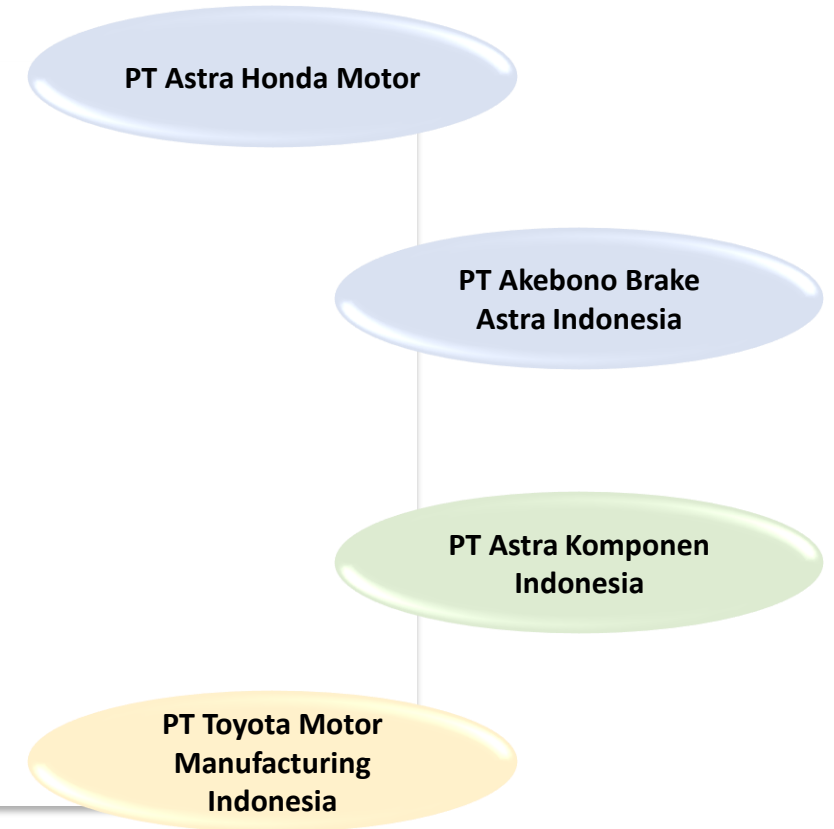 PT Astra Honda Motor
PT Akebono Brake
Astra Indonesia
PT Astra Komponen
Indonesia
PT Toyota Motor
Manufacturing
Indonesia